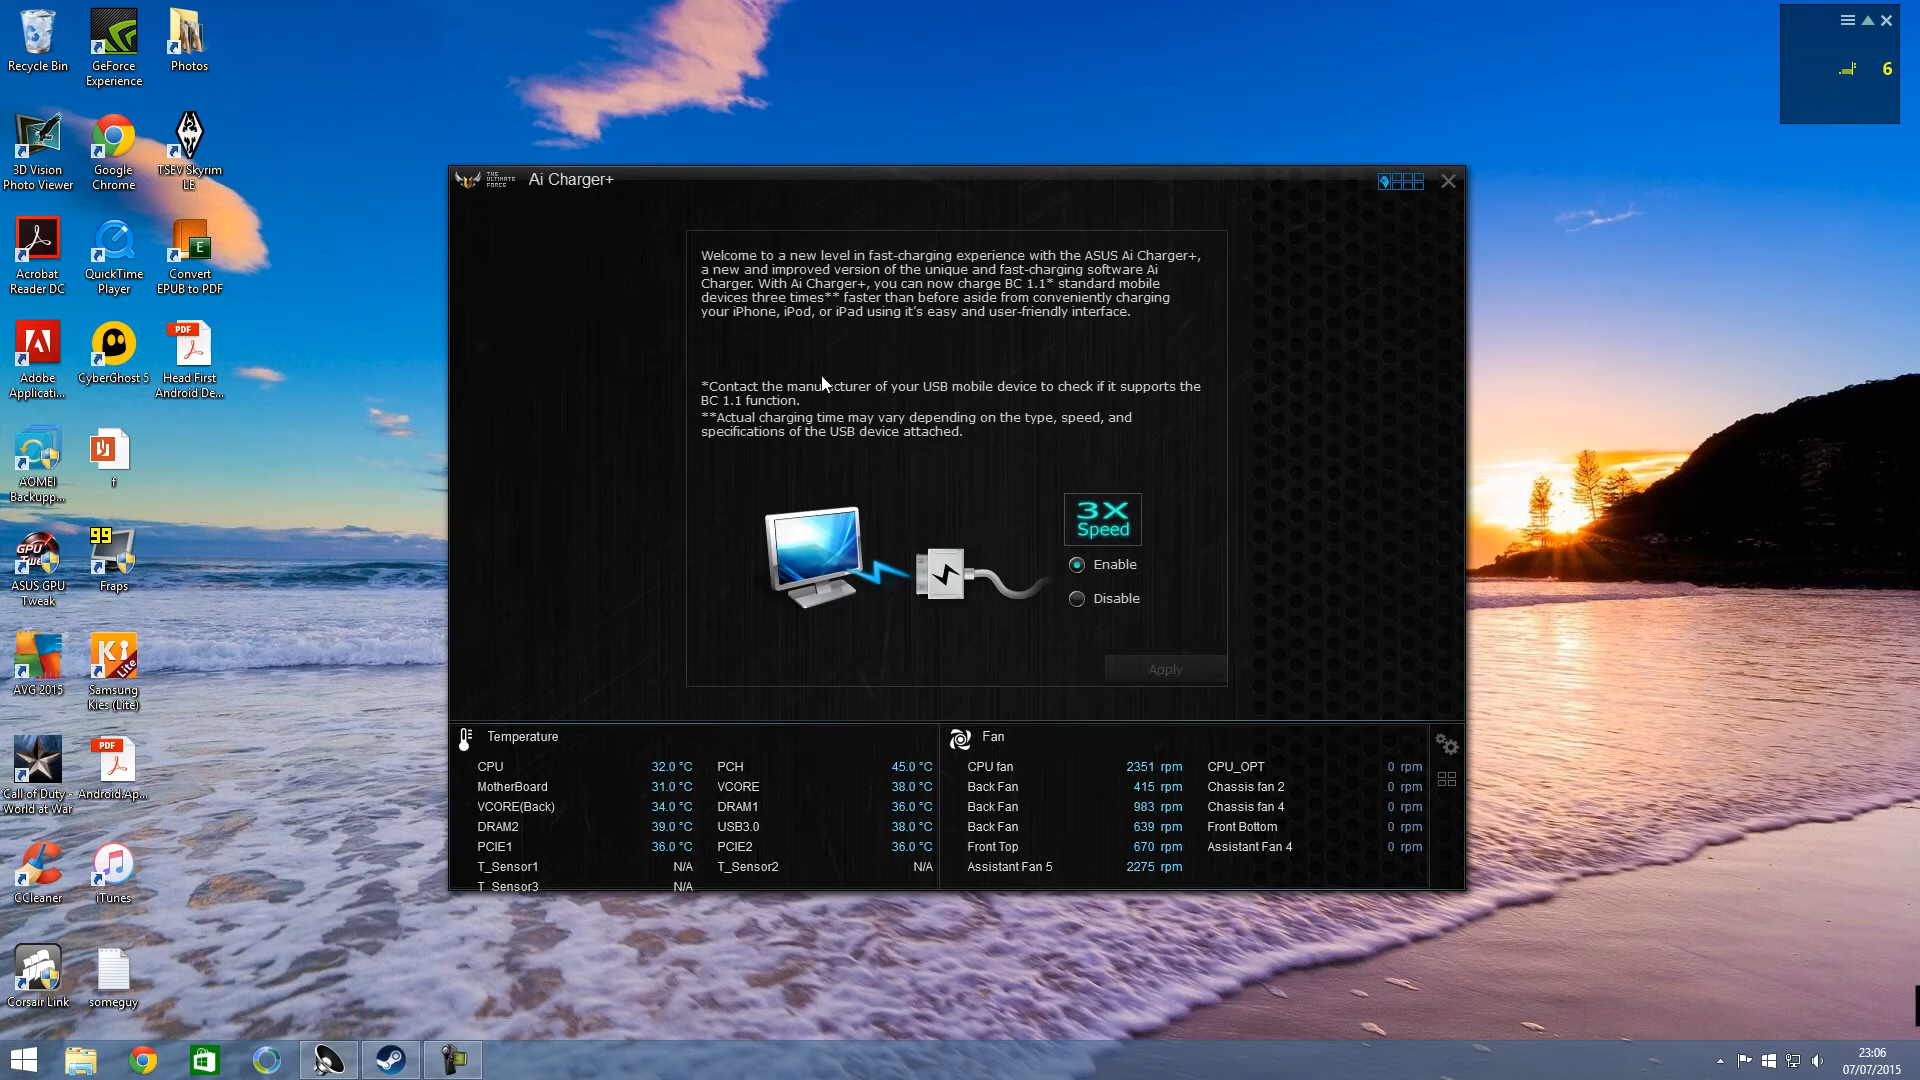 Recycle Bin
GeForce
Experience
Photos
3D Vision
Photo Viewer
Google
Chrome
TSEV Skyrim
LE
Acrobat
Reader DC
QuickTime
Player
Convert
EPUB to PDF
Adobe
Applicati...
CyberGhost 5
PDF
Head First
Android De...
AOMEI
Backupp...
f
GPU
ASUS GPU
Tweak
99
Fraps
AVG 2015
Ki
Lite
Samsung
Kies (Lite)
Call of Duty -
World at War
PDF
Android.Ap...
CCleaner
iTunes
Corsair Link
someguy
6
THE
ULTIMATE
FORCE
Ai Charger+
Welcome to a new level in fast-charging experience with the ASUS Ai Charger+,
a new and improved version of the unique and fast-charging software Ai
Charger. With Ai Charger+, you can now charge BC 1.1* standard mobile
devices three times** faster than before aside from conveniently charging
your iPhone, iPod, or iPad using it's easy and user-friendly interface.
*Contact the manufacturer of your USB mobile device to check if it supports the
BC 1.1 function.
**Actual charging time may vary depending on the type, speed, and
specifications of the USB device attached.
3X
Speed
Enable
Disable
Apply
Temperature
CPU 32.0 °C PCH 45.0 °C
MotherBoard 31.0 °C VCORE 38.0 °C
VCORE(Back) 34.0 °C DRAM1 36.0 °C
DRAM2 39.0 °C USB3.0 38.0 °C
PCIE1 36.0 °C PCIE2 36.0 °C
T_Sensor1 N/A T_Sensor2 N/A
T_Sensor3 N/A
Fan
CPU fan 2351 rpm CPU_OPT 0 rpm
Back Fan 415 rpm Chassis fan 2 0 rpm
Back Fan 983 rpm Chassis fan 4 0 rpm
Back Fan 639 rpm Front Bottom 0 rpm
Front Top 670 rpm Assistant Fan 4 0 rpm
Assistant Fan 5 2275 rpm
23:06
07/07/2015